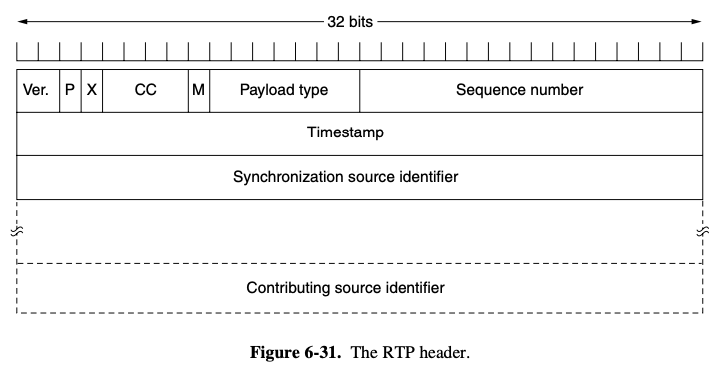 32 bits
Ver. P X CC M Payload type Sequence number
Timestamp
Synchronization source identifier
Contributing source identifier
Figure 6-31. The RTP header.